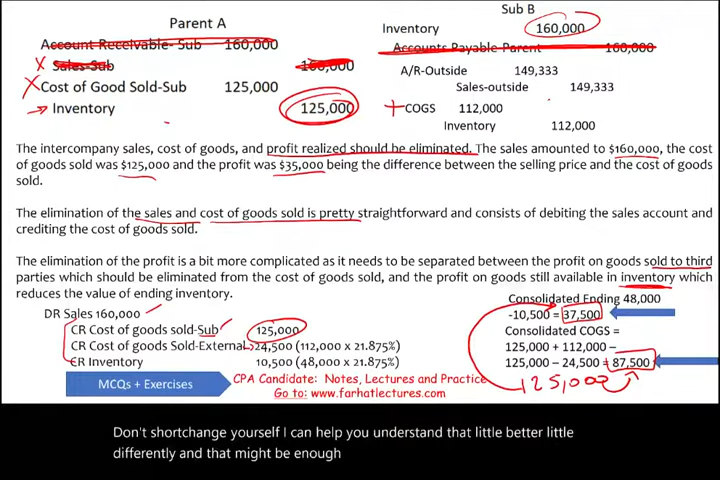 Parent A
Account Receivable- Sub 160,000
Sales-Sub 160,000
Cost of Good Sold-Sub 125,000
Inventory 125,000
Sub B
Inventory 160,000
Accounts Payable-Parent 160,000
A/R-Outside 149,333
Sales-outside 149,333
COGS 112,000
Inventory 112,000
The intercompany sales, cost of goods, and profit realized should be eliminated. The sales amounted to $160,000, the cost
of goods sold was $125,000 and the profit was $35,000 being the difference between the selling price and the cost of goods
sold.
The elimination of the sales and cost of goods sold is pretty straightforward and consists of debiting the sales account and
crediting the cost of goods sold.
The elimination of the profit is a bit more complicated as it needs to be separated between the profit on goods sold to third
parties which should be eliminated from the cost of goods sold, and the profit on goods still available in inventory which
reduces the value of ending inventory.
DR Sales 160,000
CR Cost of goods sold-Sub 125,000
CR Cost of goods Sold-External 24,500 (112,000 x 21.875%)
CR Inventory 10,500 (48,000 x 21.875%)
Consolidated Ending 48,000
-10,500 = 37,500
Consolidated COGS =
125,000 + 112,000 –
125,000 – 24,500 = 87,500
125,000
MCQs + Exercises
CPA Candidate: Notes, Lectures and Practice
Go to: www.farhatlectures.com
Don't shortchange yourself I can help you understand that little better little
differently and that might be enough